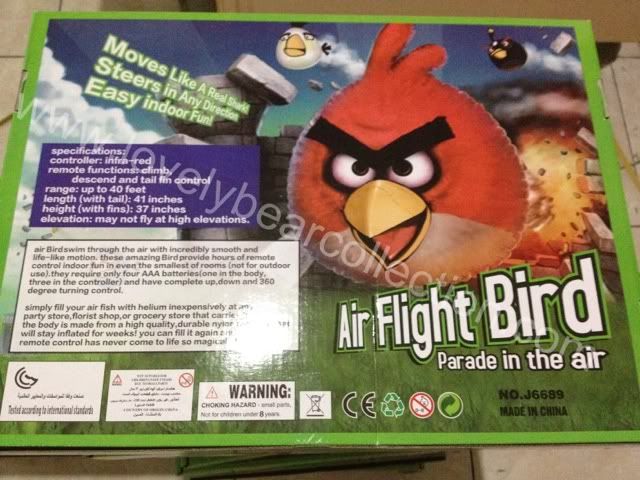 Moves Like A Real Shark!
Steers in Any Direction
Easy indoor Fun!
specifications:
controller: infra-red
remote functions: climb,
descend and tail fin control
range: up to 40 feet
length (with tail): 41 inches
height (with fins): 37 inches
elevation: may not fly at high elevations.
air Birdswim through the air with incredibly smooth and
life-like motion. these amazing Bird provide hours of remote
control indoor fun in even the smallest of rooms (not for outdoor
use).they require only four AAA batteries(one in the body,
three in the controller) and have complete up,down and 360
degree turning control.
simply fill your air fish with helium inexpensively at any
party store,florist shop,or grocery store that
the body is made from a high quality,durable nylon
will stay inflated for weeks! you can fill it again
remote control has never come to life so magical
www.lovelybearcollection.com
Air Flight Bird
Parade in the air
NO.J6689
MADE IN CHINA
Tested according to international standards
WARNING:
CHOKING HAZARD - small parts.
Not for children under 8 years.
0-3
CE